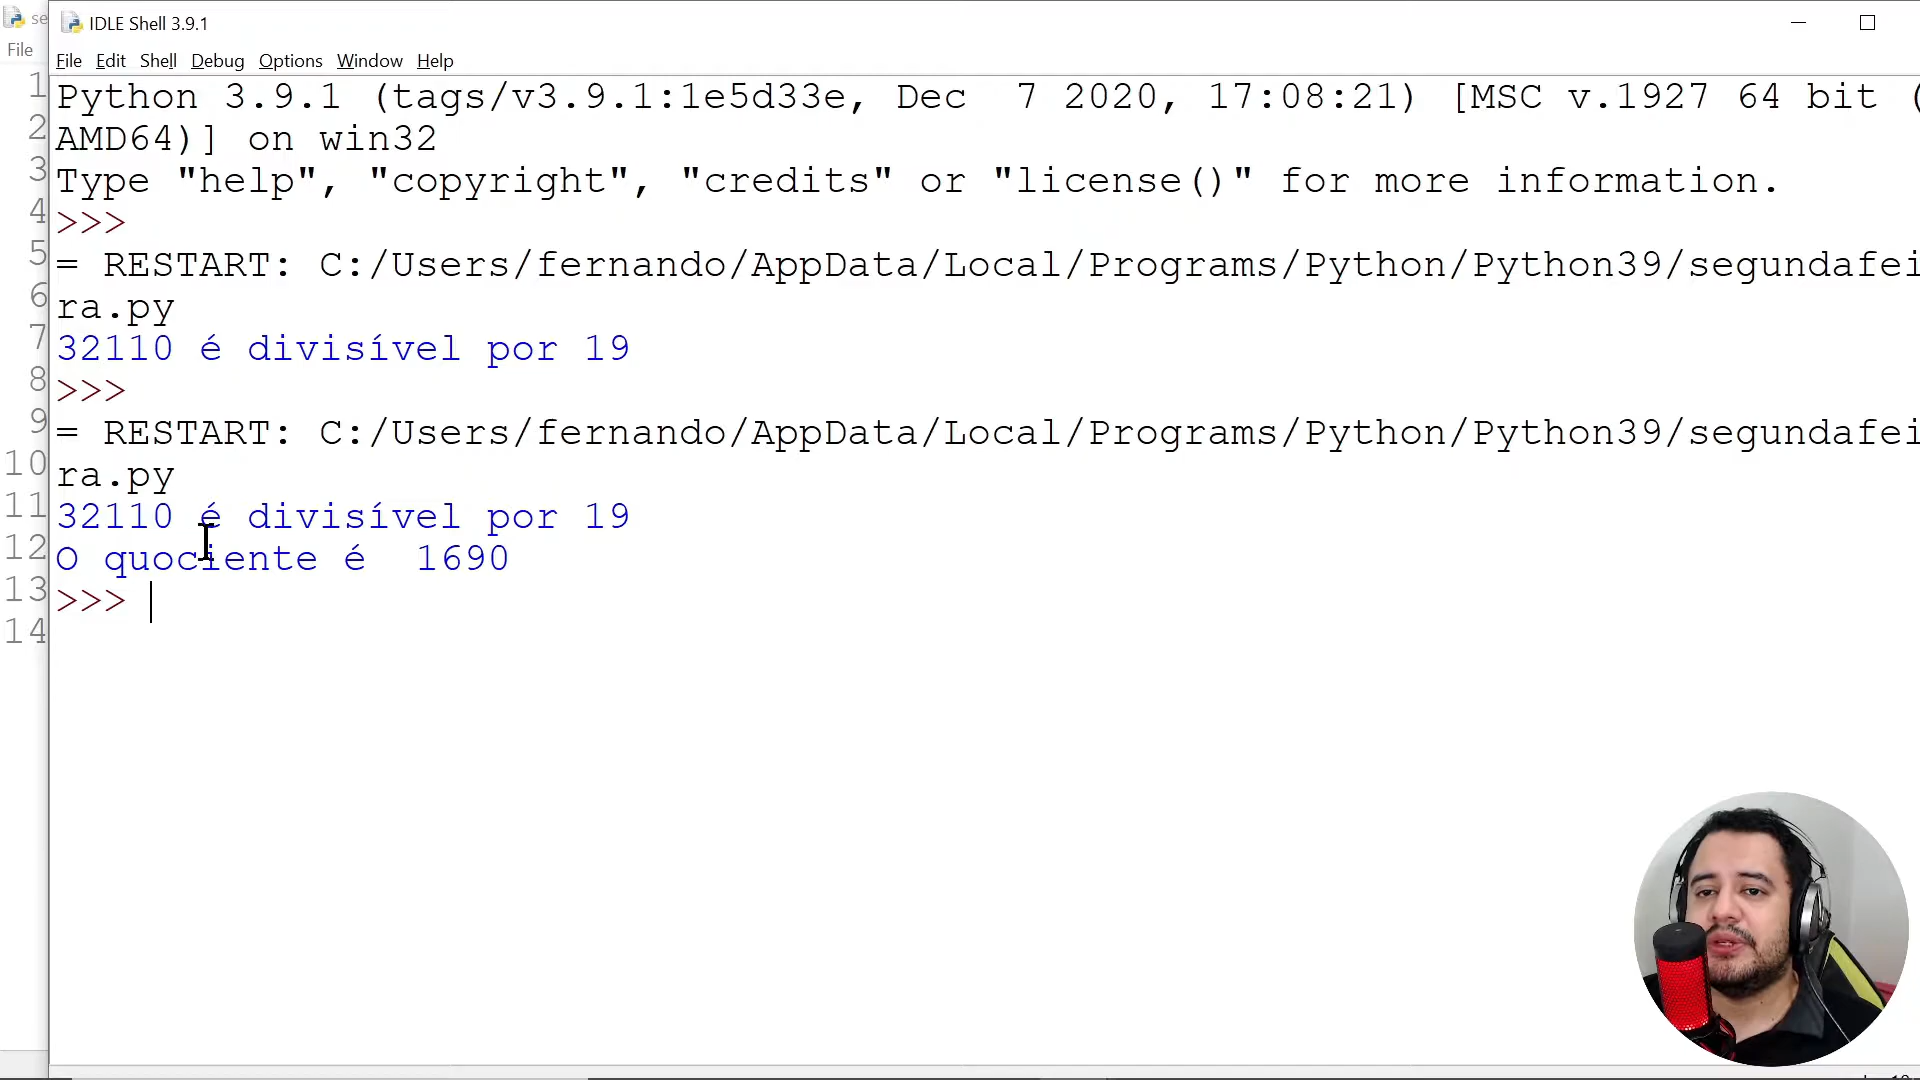 se
IDLE Shell 3.9.1
File
File Edit Shell Debug Options Window Help
Python 3.9.1 (tags/v3.9.1:1e5d33e, Dec  7 2020, 17:08:21) [MSC v.1927 64 bit (
AMD64)] on win32
Type "help", "copyright", "credits" or "license()" for more information.
>>>
= RESTART: C:/Users/fernando/AppData/Local/Programs/Python/Python39/segundafei
ra.py
32110 é divisível por 19
>>>
= RESTART: C:/Users/fernando/AppData/Local/Programs/Python/Python39/segundafei
ra.py
32110 é divisível por 19
O quociente é  1690
>>>
1
2
3
4
5
6
7
8
9
10
11
12
13
14